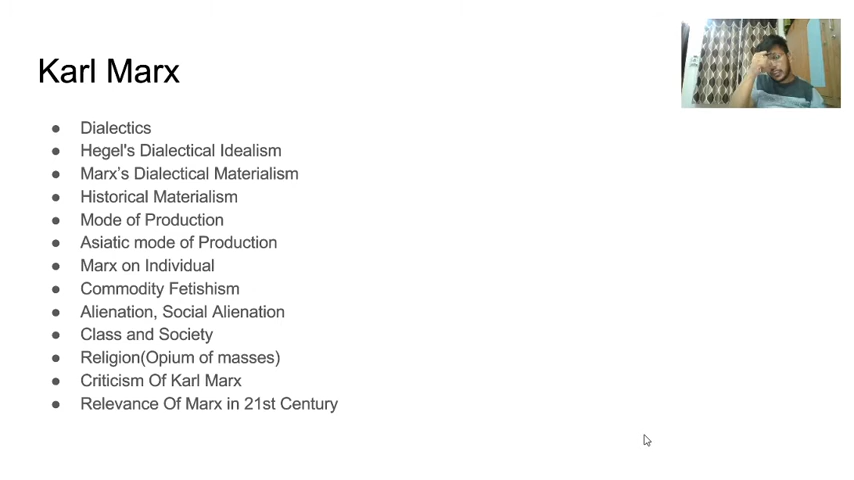 Karl Marx
● Dialectics
● Hegel's Dialectical Idealism
● Marx’s Dialectical Materialism
● Historical Materialism
● Mode of Production
● Asiatic mode of Production
● Marx on Individual
● Commodity Fetishism
● Alienation, Social Alienation
● Class and Society
● Religion(Opium of masses)
● Criticism Of Karl Marx
● Relevance Of Marx in 21st Century